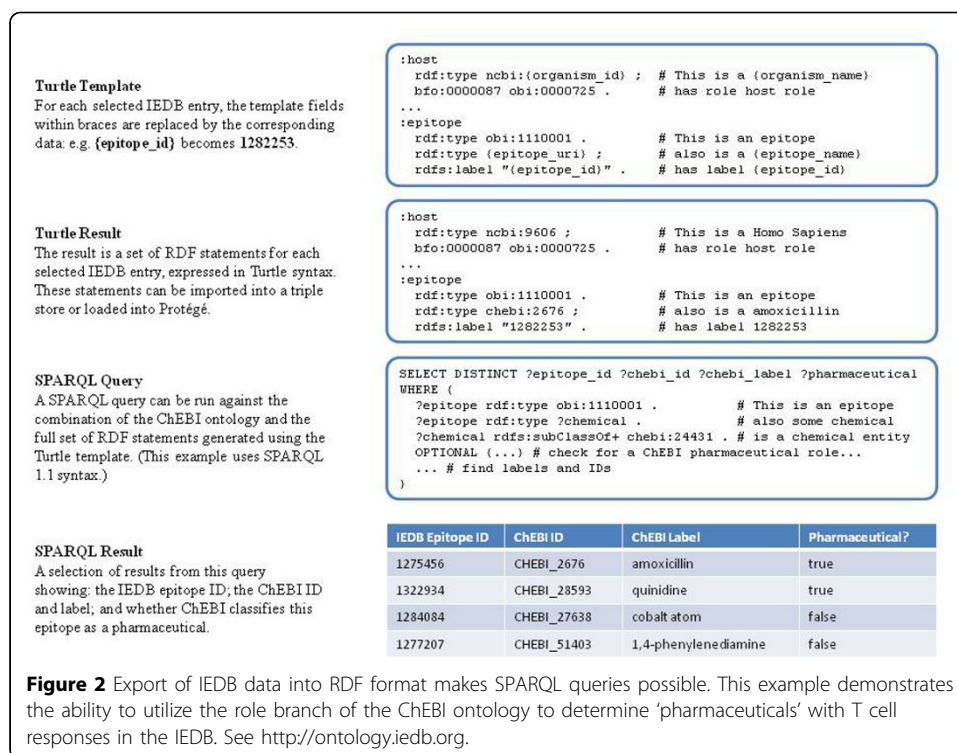 Turtle Template
For each selected IEDB entry, the template fields
within braces are replaced by the corresponding
data: e.g. {epitope_id} becomes 1282253.
:host
rdf:type ncbi:{organism_id} ; # This is a {organism_name}
bfo:0000087 obi:0000725 . # has role host role
...
:epitope
rdf:type obi:1110001 . # This is an epitope
rdf:type {epitope_uri} ; # also is a {epitope_name}
rdfs:label "{epitope_id}" . # has label {epitope_id}
Turtle Result
The result is a set of RDF statements for each
selected IEDB entry, expressed in Turtle syntax.
These statements can be imported into a triple
store or loaded into Protégé.
:host
rdf:type ncbi:9606 ; # This is a Homo Sapiens
bfo:0000087 obi:0000725 . # has role host role
...
:epitope
rdf:type obi:1110001 . # This is an epitope
rdf:type chebi:2676 ; # also is a amoxicillin
rdfs:label "1282253" . # has label 1282253
SPARQL Query
A SPARQL query can be run against the
combination of the ChEBI ontology and the
full set of RDF statements generated using the
Turtle template. (This example uses SPARQL
1.1 syntax.)
SELECT DISTINCT ?epitope_id ?chebi_id ?chebi_label ?pharmaceutical
WHERE {
?epitope rdf:type obi:1110001 . # This is an epitope
?epitope rdf:type ?chemical . # also some chemical
?chemical rdfs:subClassOf+ chebi:24431 . # is a chemical entity
OPTIONAL {...} # check for a ChEBI pharmaceutical role...
... # find labels and IDs
}
SPARQL Result
A selection of results from this query
showing: the IEDB epitope ID; the ChEBI ID
and label; and whether ChEBI classifies this
epitope as a pharmaceutical.
IEDB Epitope ID ChEBI ID ChEBI Label Pharmaceutical?
1275456 CHEBI_2676 amoxicillin true
1322934 CHEBI_28593 quinidine true
1284084 CHEBI_27638 cobalt atom false
1277207 CHEBI_51403 1,4-phenylenediamine false
Figure 2 Export of IEDB data into RDF format makes SPARQL queries possible. This example demonstrates
the ability to utilize the role branch of the ChEBI ontology to determine 'pharmaceuticals' with T cell
responses in the IEDB. See http://ontology.iedb.org.